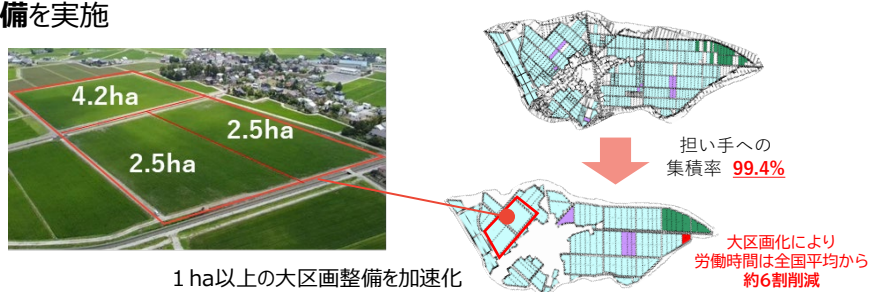 備を実施
4.2ha
2.5ha
2.5ha
担い手への
集積率 99.4%
1ha以上の大区画整備を加速化
大区画化により
労働時間は全国平均から
約6割削減